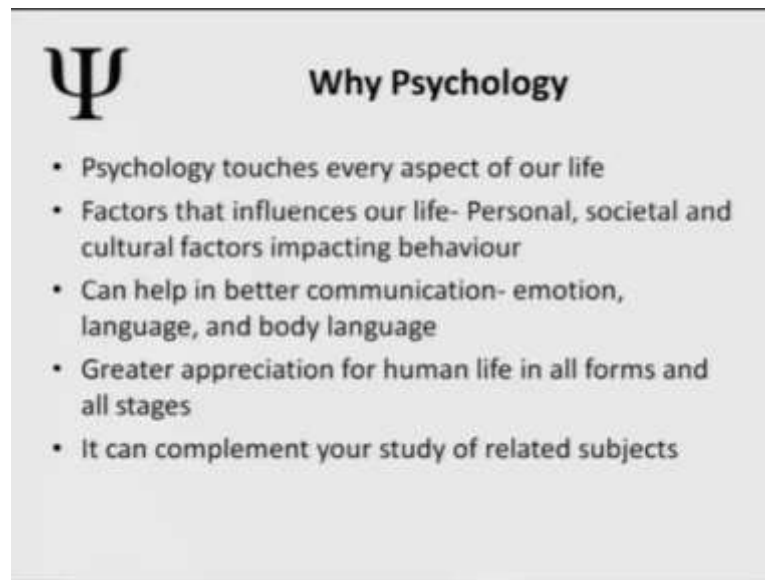 Ψ
Why Psychology
• Psychology touches every aspect of our life
• Factors that influences our life- Personal, societal and
cultural factors impacting behaviour
• Can help in better communication- emotion,
language, and body language
• Greater appreciation for human life in all forms and
all stages
• It can complement your study of related subjects